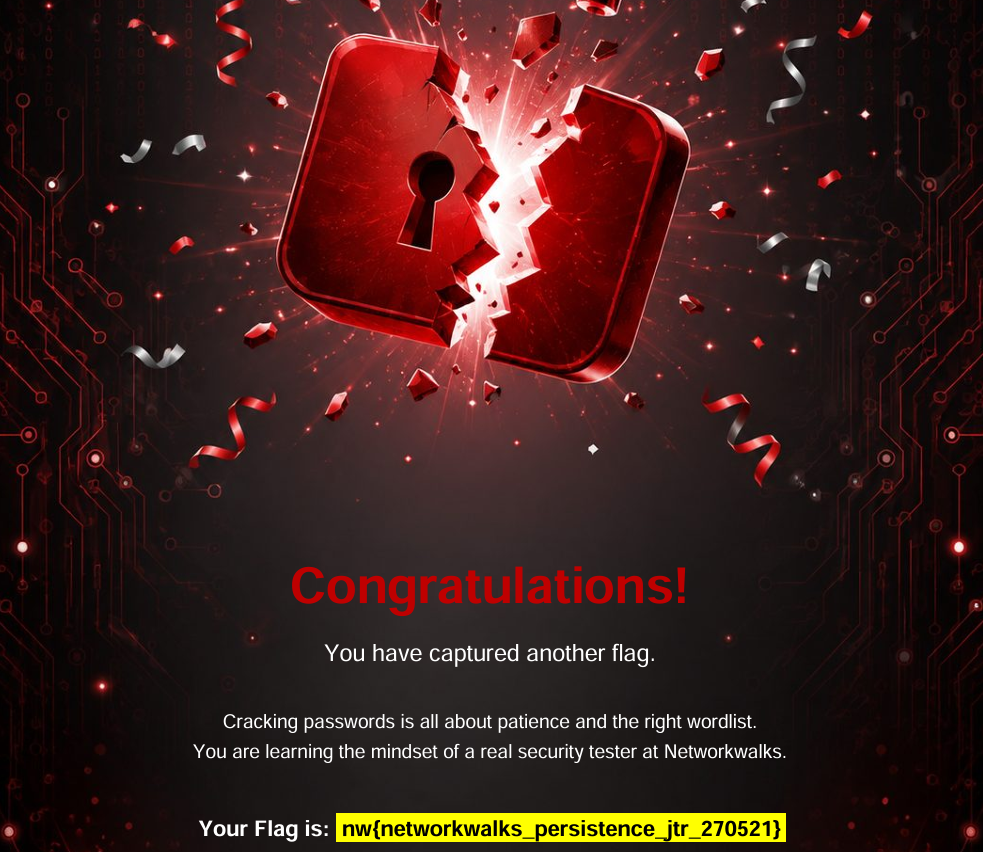 Congratulations!
You have captured another flag.
Cracking passwords is all about patience and the right wordlist.
You are learning the mindset of a real security tester at Networkwalks.
Your Flag is: nw{networkwalks_persistence_jtr_270521}